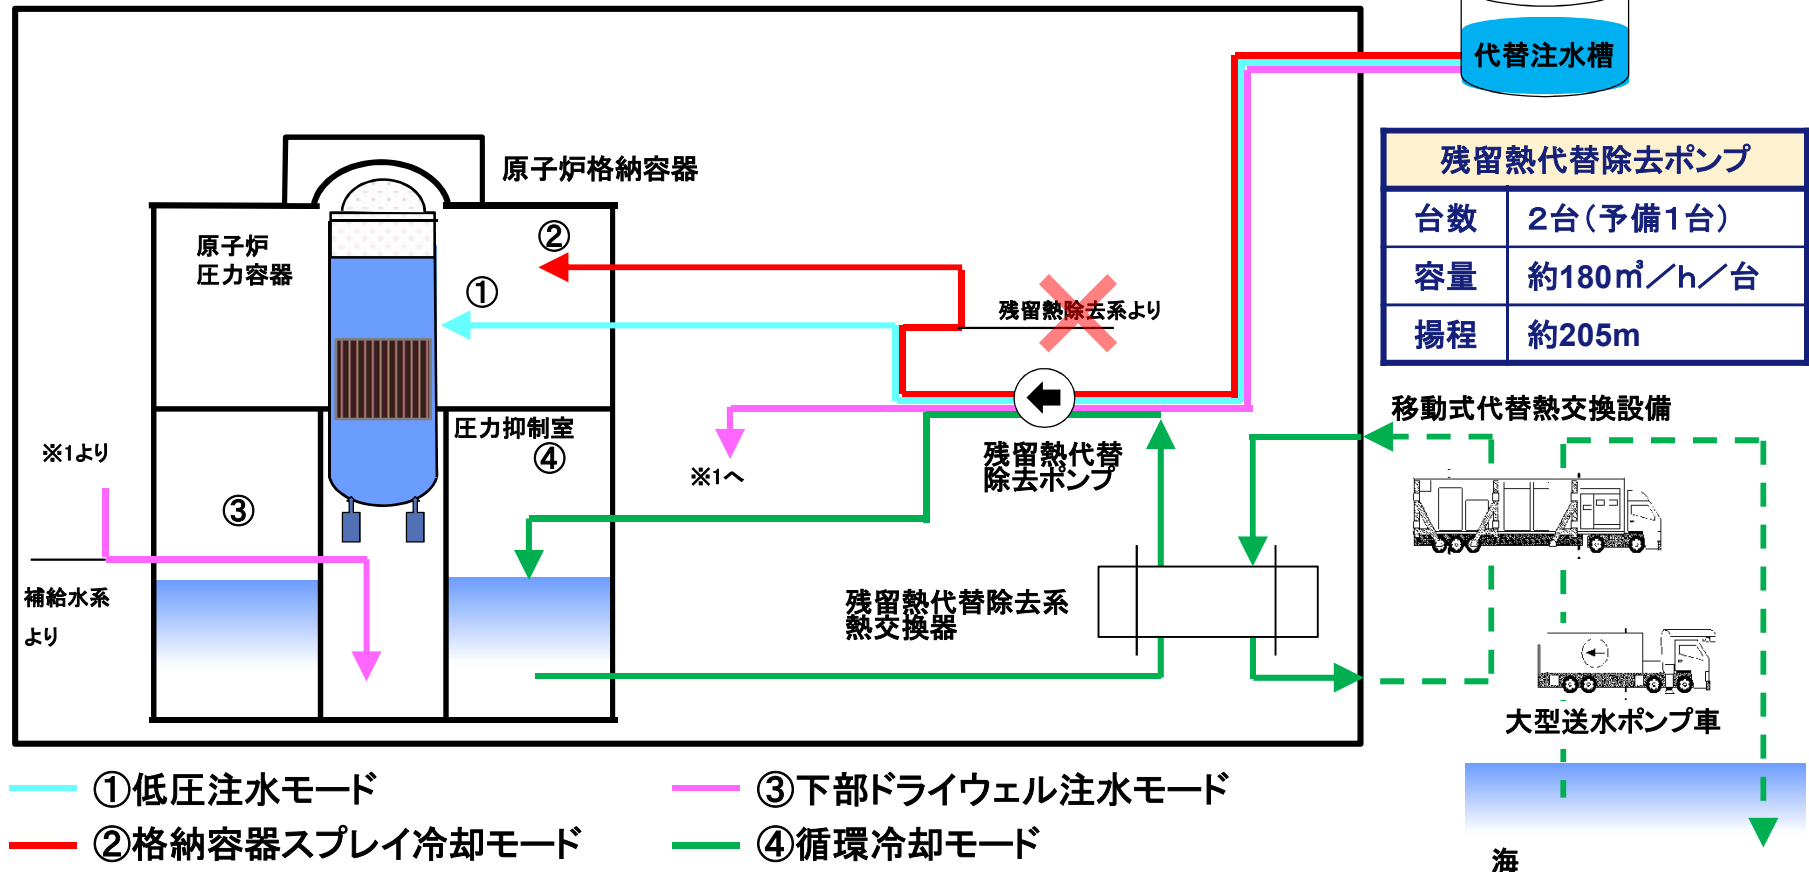 代替注水槽
残留熱代替除去ポンプ
台数 2台(予備1台)
容量 約180㎥/h/台
揚程 約205m
原子炉格納容器
原子炉
圧力容器
②
①
残留熱除去系より
移動式代替熱交換設備
圧力抑制室
④
※1より
③
※1へ
残留熱代替
除去ポンプ
補給水系
より
残留熱代替除去系
熱交換器
大型送水ポンプ車
海
①低圧注水モード
②格納容器スプレイ冷却モード
③下部ドライウェル注水モード
④循環冷却モード